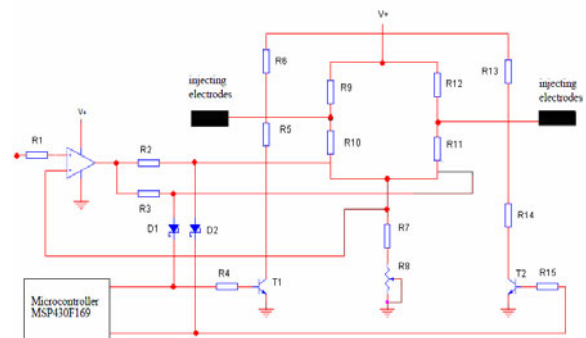 V+
R6
R13
R9
R12
injecting
electrodes
injecting
electrodes
V+
R5
R1
R2
R10
R11
R3
R14
D1
D2
R7
R8
R4
T1
T2
R15
Microcontroller
MSP430F169